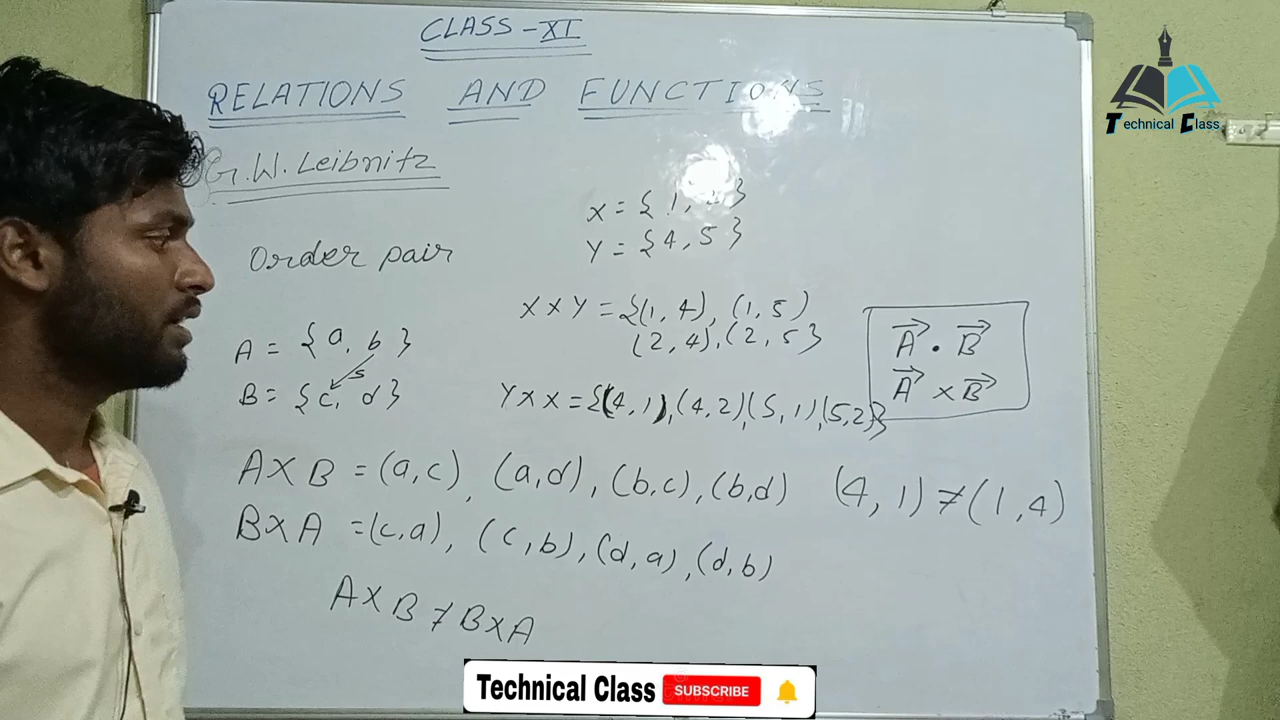 CLASS-XI
RELATIONS AND FUNCTIONS
G.W.Leibnitz
Order pair
X = {1, }
Y = {4, 5}
X x Y = {(1, 4), (1, 5)
(2, 4), (2, 5}
Y x X = {(4, 1), (4, 2), (5, 1), (5, 2)}
A = {a, b}
B = {c, d}
A⃗ . B⃗
A⃗ x B⃗
A x B = (a,c), (a,d), (b,c), (b,d)
(4, 1) ≠ (1, 4)
B x A = (c,a), (c,b), (d,a), (d,b)
A x B ≠ B x A
Technical Class
Technical Class SUBSCRIBE